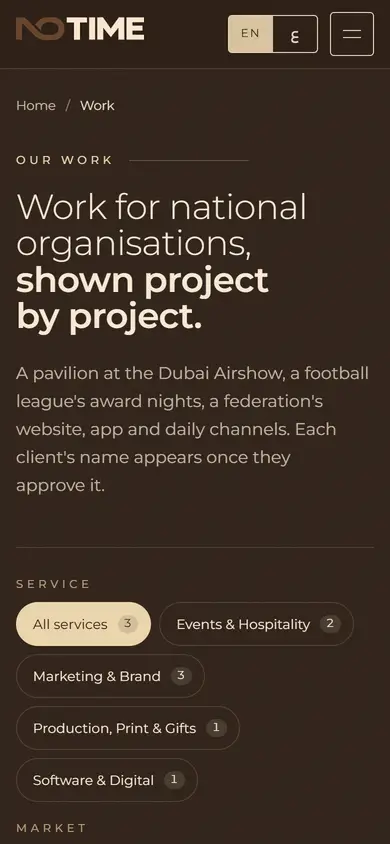 NOTIME
EN
ع
Home / Work
OUR WORK
Work for national
organisations,
shown project
by project.
A pavilion at the Dubai Airshow, a football
league's award nights, a federation's
website, app and daily channels. Each
client's name appears once they
approve it.
SERVICE
All services 3
Events & Hospitality 2
Marketing & Brand 3
Production, Print & Gifts 1
Software & Digital 1
MARKET